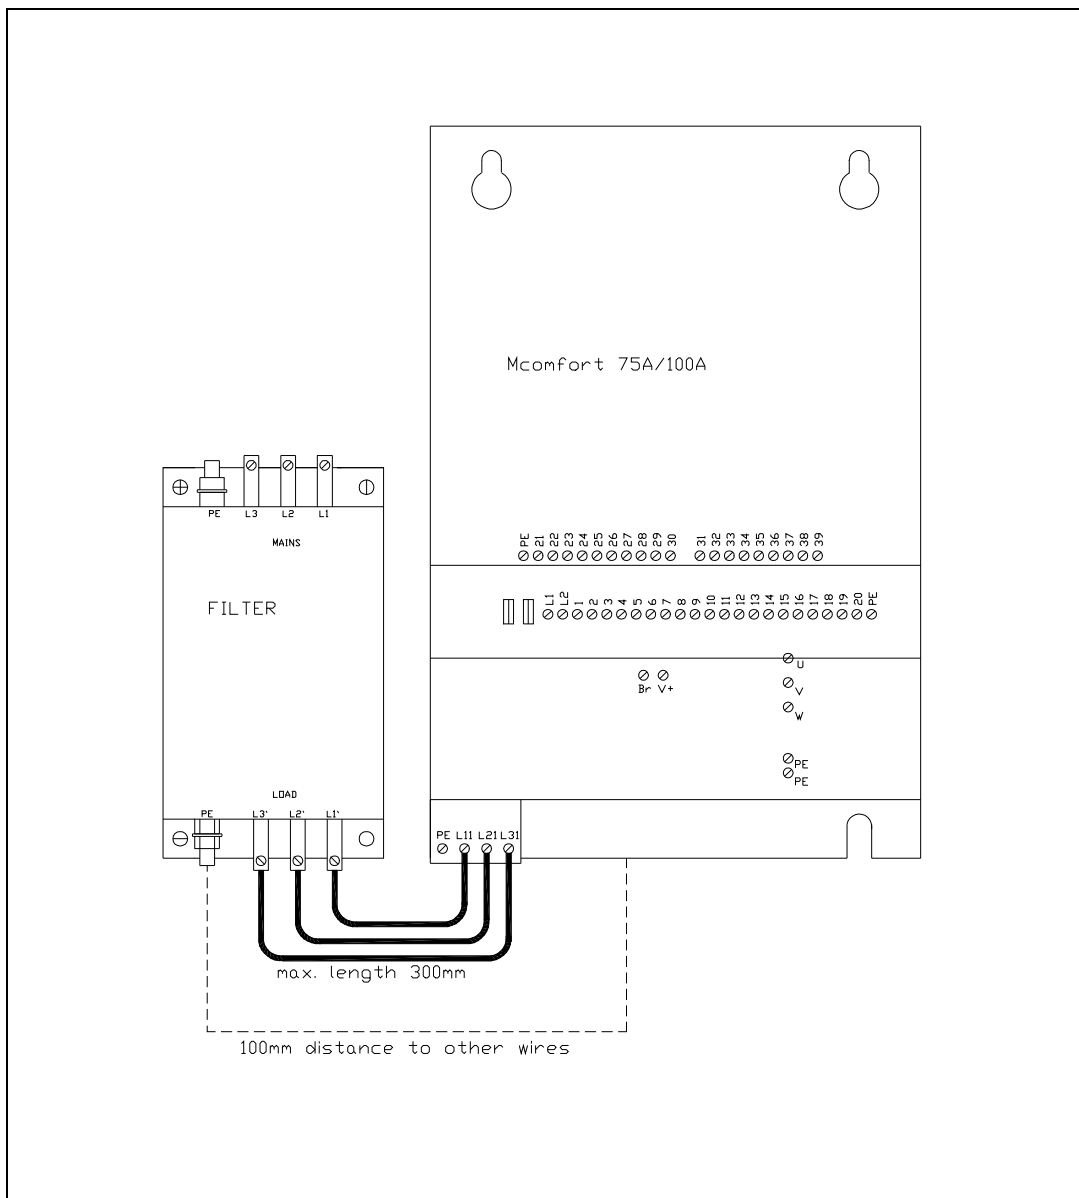 Mcomfort 75A/100A
PE L3 L2 L1
MAINS
FILTER
LOAD
PE L3' L2' L1'
PE 21 22 23 24 25 26 27 28 29 30 31 32 33 34 35 36 37 38 39
L1 L2 1 2 3 4 5 6 7 8 9 10 11 12 13 14 15 16 17 18 19 20 PE
U
Br V+
V
W
PE
PE
PE L11 L21 L31
max. length 300mm
100mm distance to other wires